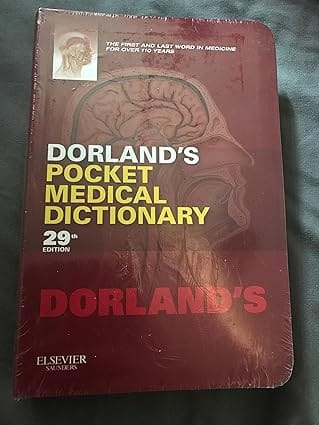 THE FIRST AND LAST WORD IN MEDICINE
FOR OVER 110 YEARS
DORLAND'S
POCKET
MEDICAL
DICTIONARY
29th
EDITION
DORLAND'S
ELSEVIER
SAUNDERS